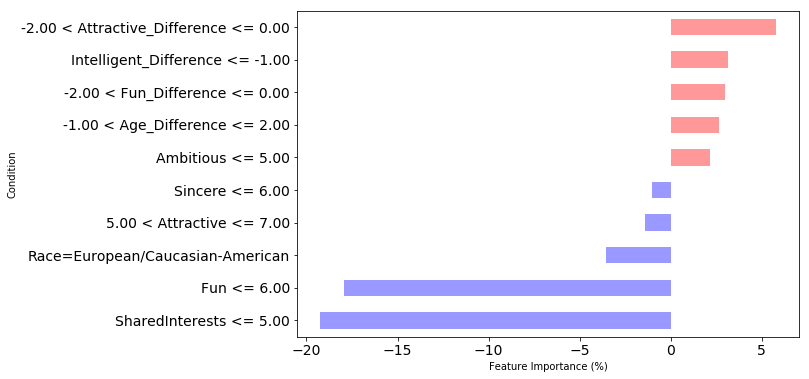 -2.00 < Attractive_Difference <= 0.00
Intelligent_Difference <= -1.00
-2.00 < Fun_Difference <= 0.00
-1.00 < Age_Difference <= 2.00
Ambitious <= 5.00
Sincere <= 6.00
5.00 < Attractive <= 7.00
Race=European/Caucasian-American
Fun <= 6.00
SharedInterests <= 5.00
Condition
−20 −15 −10 −5 0 5
Feature Importance (%)